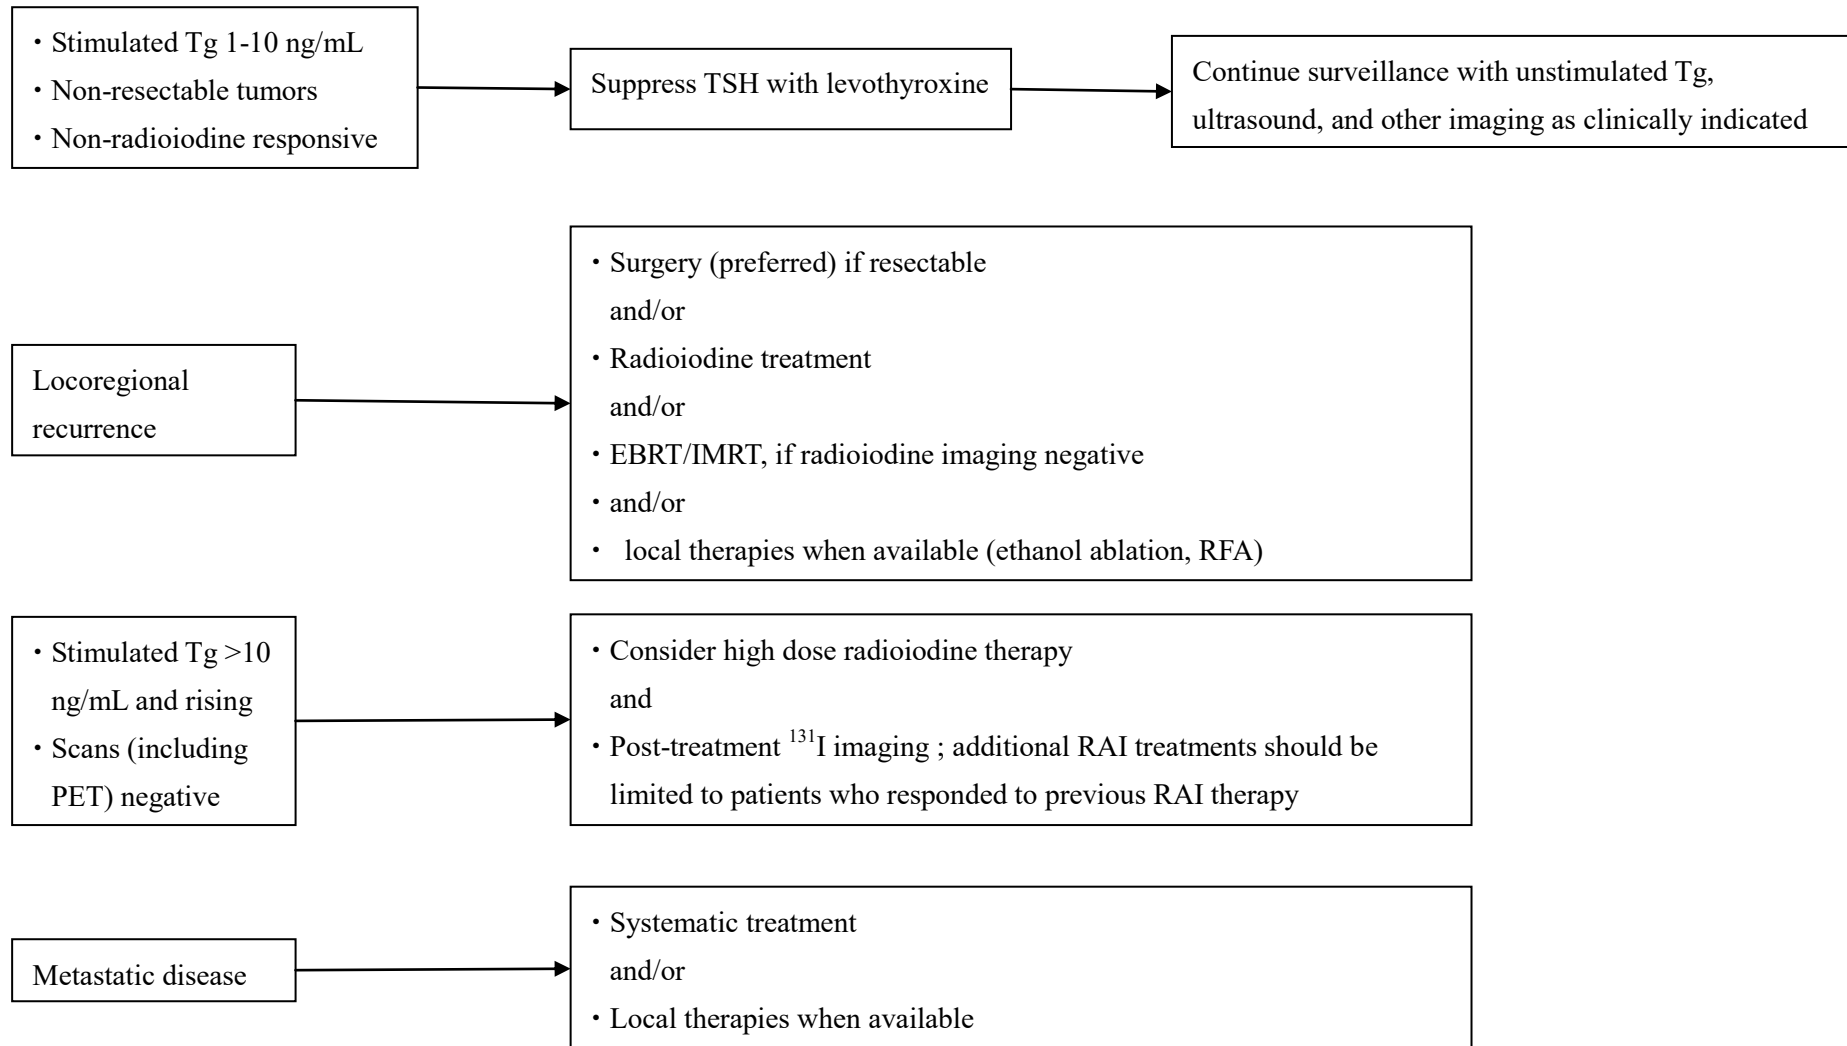 ・Stimulated Tg 1-10 ng/mL
・Non-resectable tumors
・Non-radioiodine responsive
Suppress TSH with levothyroxine
Continue surveillance with unstimulated Tg,
ultrasound, and other imaging as clinically indicated
Locoregional
recurrence
・Surgery (preferred) if resectable
and/or
・Radioiodine treatment
and/or
・EBRT/IMRT, if radioiodine imaging negative
・and/or
・ local therapies when available (ethanol ablation, RFA)
・Stimulated Tg >10
ng/mL and rising
・Scans (including
PET) negative
・Consider high dose radioiodine therapy
and
・Post-treatment ¹³¹I imaging ; additional RAI treatments should be
limited to patients who responded to previous RAI therapy
Metastatic disease
・Systematic treatment
and/or
・Local therapies when available